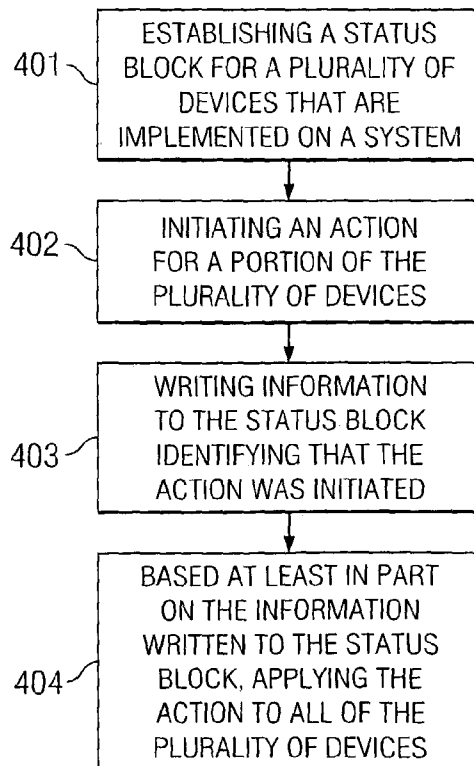 401
ESTABLISHING A STATUS
BLOCK FOR A PLURALITY OF
DEVICES THAT ARE
IMPLEMENTED ON A SYSTEM
402
INITIATING AN ACTION
FOR A PORTION OF THE
PLURALITY OF DEVICES
403
WRITING INFORMATION
TO THE STATUS BLOCK
IDENTIFYING THAT THE
ACTION WAS INITIATED
404
BASED AT LEAST IN PART
ON THE INFORMATION
WRITTEN TO THE STATUS
BLOCK, APPLYING THE
ACTION TO ALL OF THE
PLURALITY OF DEVICES